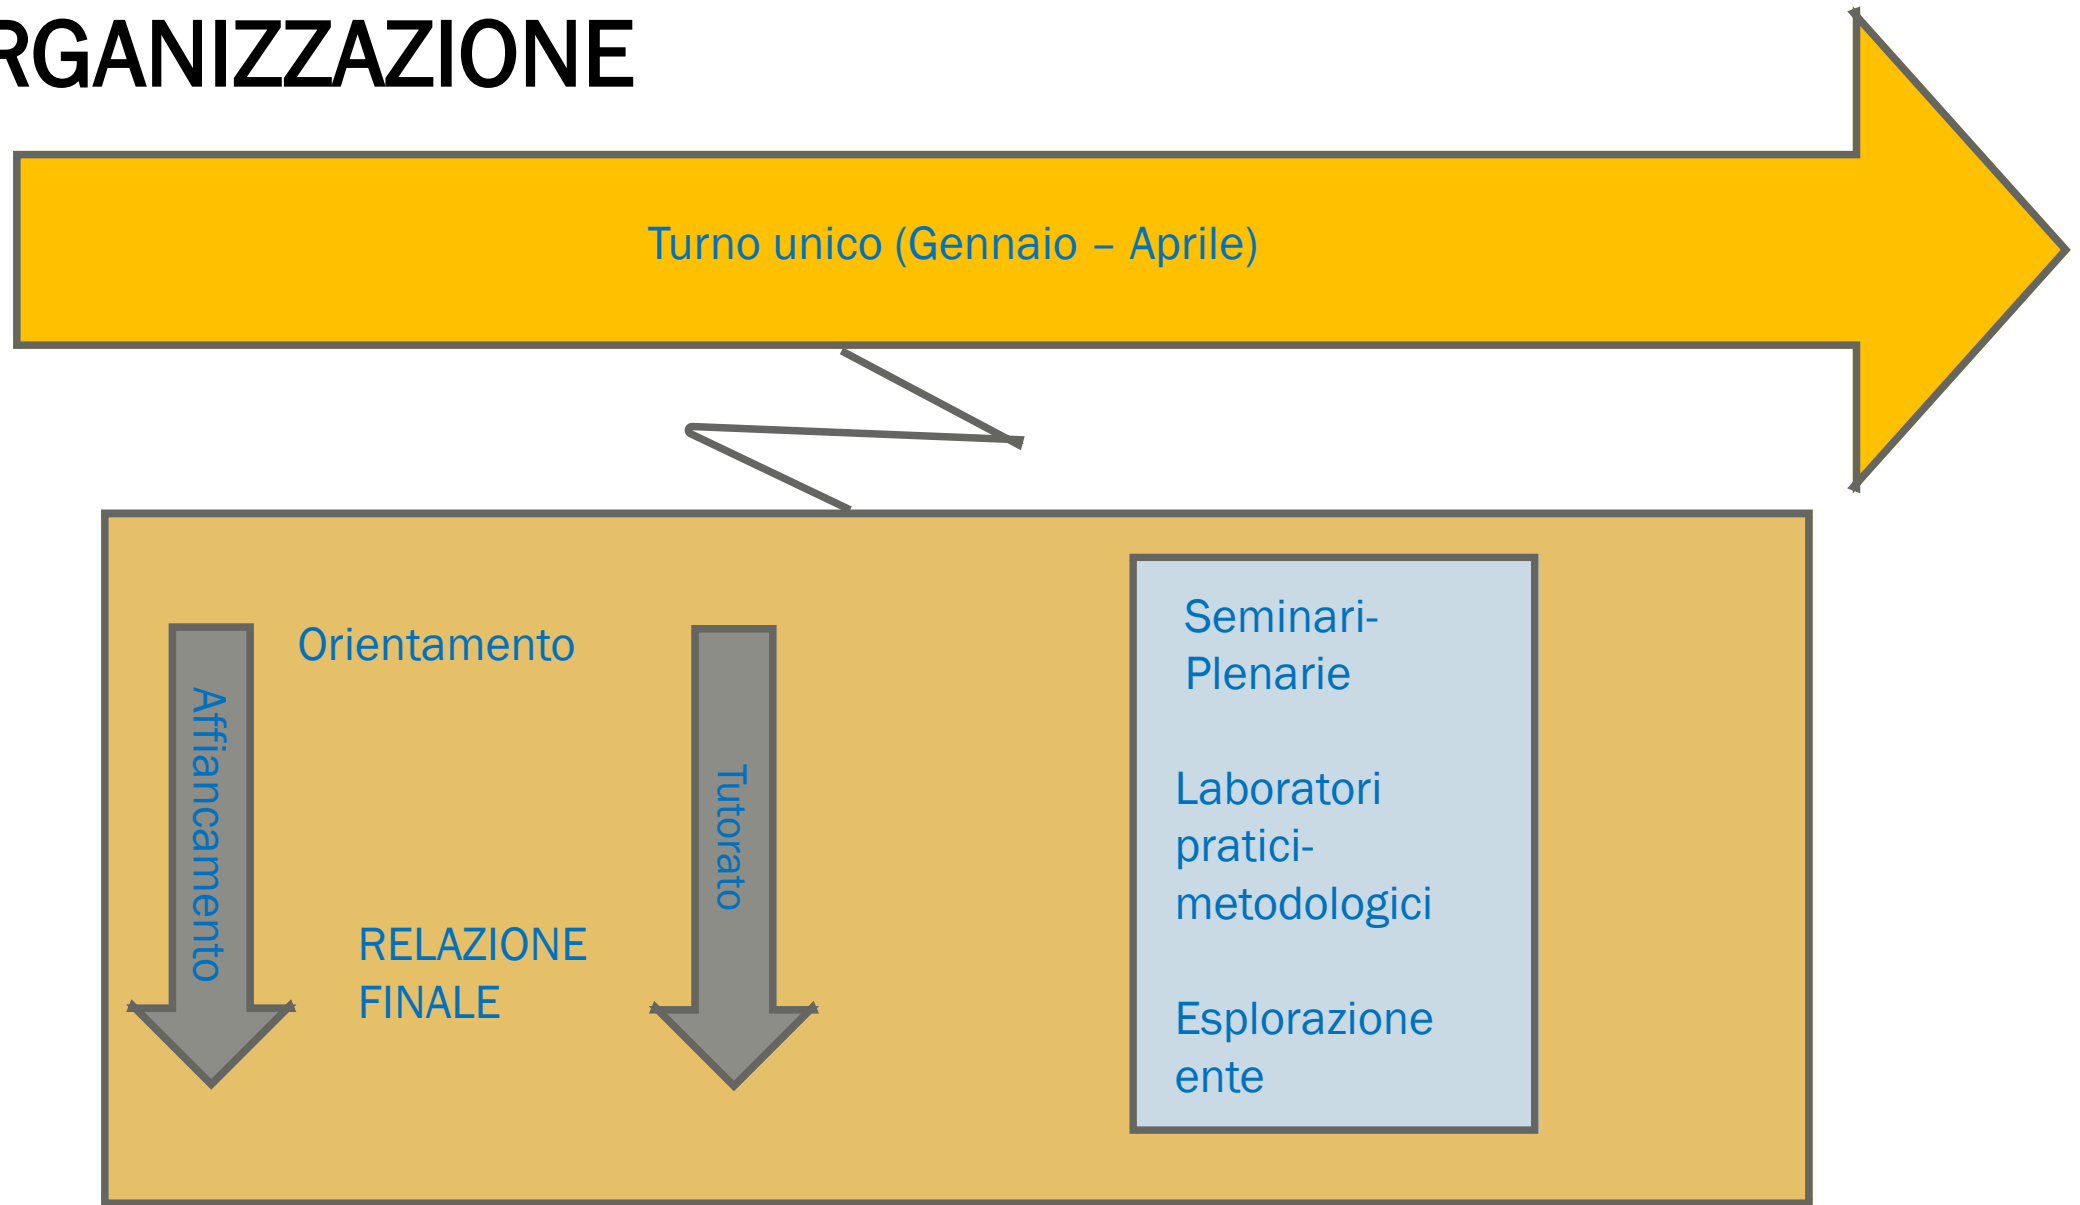 RGANIZZAZIONE
Turno unico (Gennaio – Aprile)
Affiancamento
Orientamento
RELAZIONE
FINALE
Tutorato
Seminari-
Plenarie
Laboratori
pratici-
metodologici
Esplorazione
ente